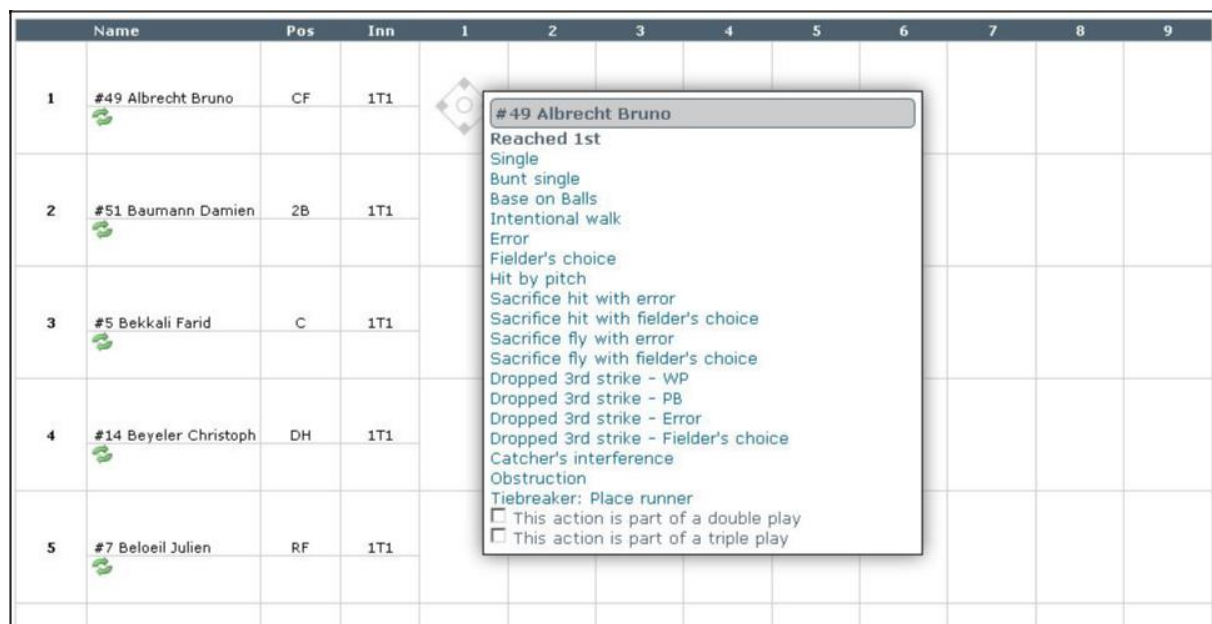 Name Pos Inn 1 2 3 4 5 6 7 8 9
1 #49 Albrecht Bruno CF 1T1
2 #51 Baumann Damien 2B 1T1
3 #5 Bekkali Farid C 1T1
4 #14 Beyeler Christoph DH 1T1
5 #7 Beloeil Julien RF 1T1
#49 Albrecht Bruno
Reached 1st
Single
Bunt single
Base on Balls
Intentional walk
Error
Fielder's choice
Hit by pitch
Sacrifice hit with error
Sacrifice hit with fielder's choice
Sacrifice fly with error
Sacrifice fly with fielder's choice
Dropped 3rd strike - WP
Dropped 3rd strike - PB
Dropped 3rd strike - Error
Dropped 3rd strike - Fielder's choice
Catcher's interference
Obstruction
Tiebreaker: Place runner
This action is part of a double play
This action is part of a triple play